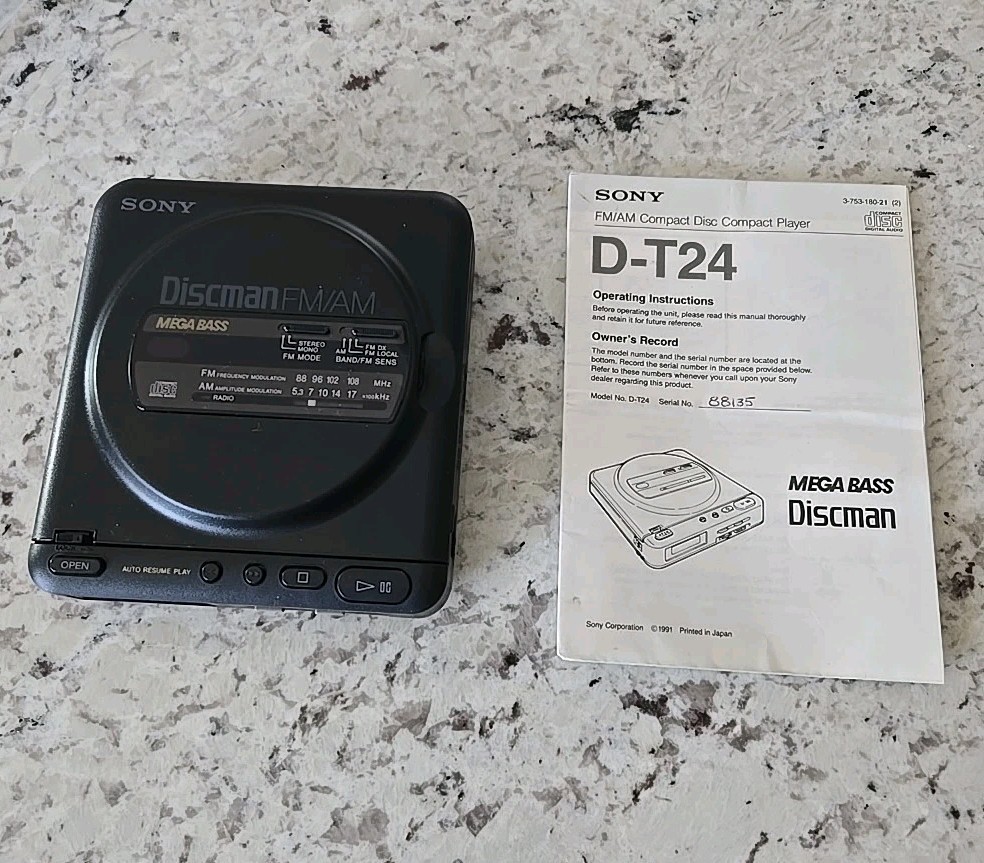 SONY
Discman FM/AM
MEGA BASS
STEREO
MONO
FM MODE
AM
FM DX
FM LOCAL
BAND/FM SENS
FM FREQUENCY MODULATION 88 96 102 108 MHz
AM AMPLITUDE MODULATION 5.3 7 10 14 17 ×100kHz
RADIO
COMPACT
disc
OPEN
AUTO RESUME PLAY
SONY
3-753-180-21 (2)
FM/AM Compact Disc Compact Player
COMPACT
disc
DIGITAL AUDIO
D-T24
Operating Instructions
Before operating the unit, please read this manual thoroughly
and retain it for future reference.
Owner's Record
The model number and the serial number are located at the
bottom. Record the serial number in the space provided below.
Refer to these numbers whenever you call upon your Sony
dealer regarding this product.
Model No. D-T24 Serial No. 88135
MEGA BASS
Discman
Sony Corporation ©1991 Printed in Japan